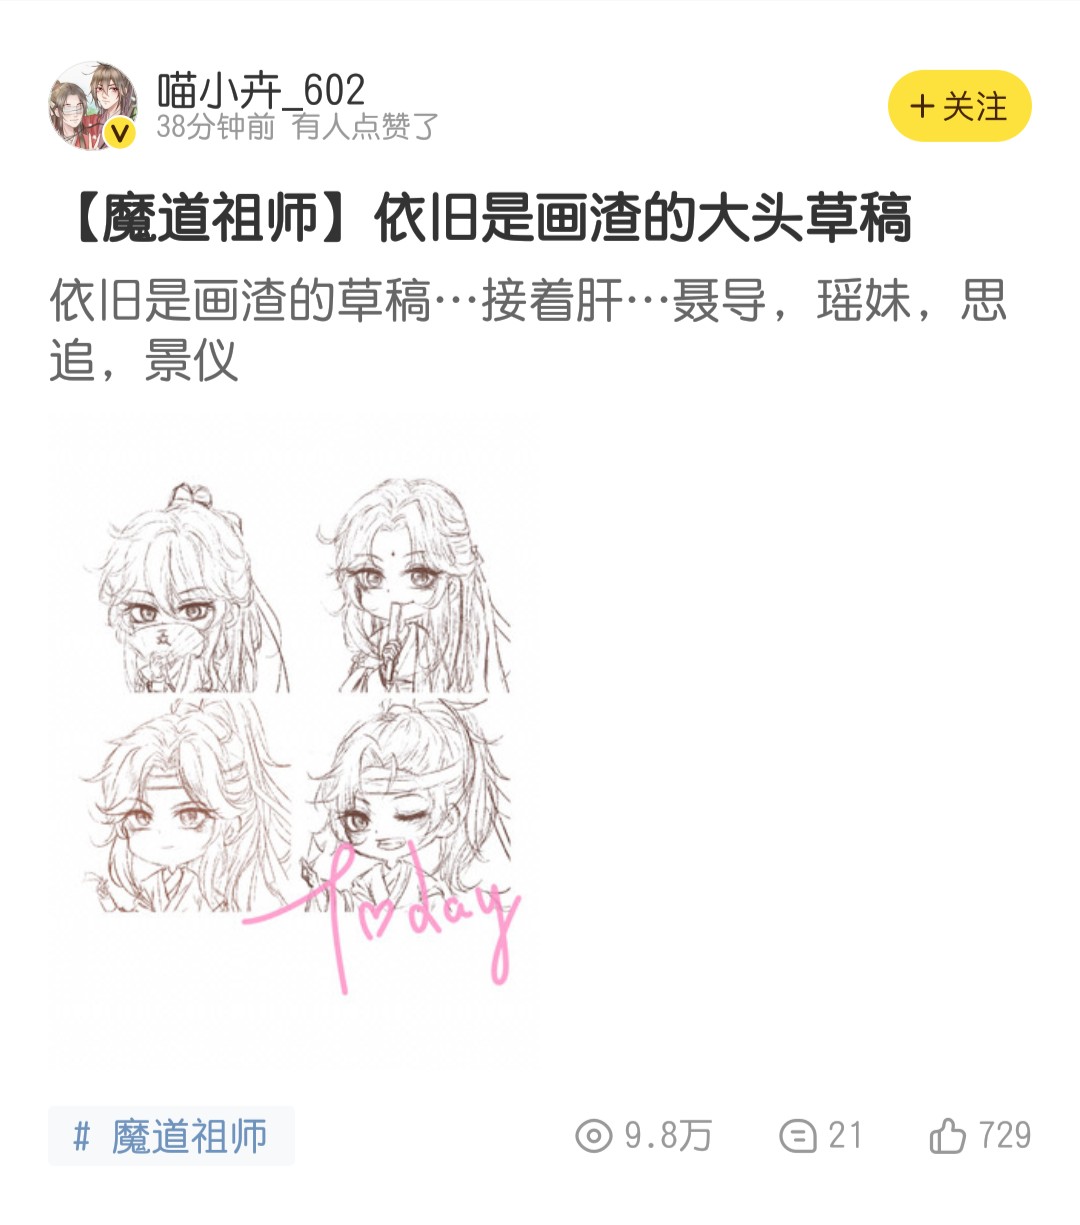 喵小卉_602
38分钟前 有人点赞了
+关注
【魔道祖师】依旧是画渣的大头草稿
依旧是画渣的草稿…接着肝…聂导，瑶妹，思
追，景仪
Today
# 魔道祖师
9.8万
21
729